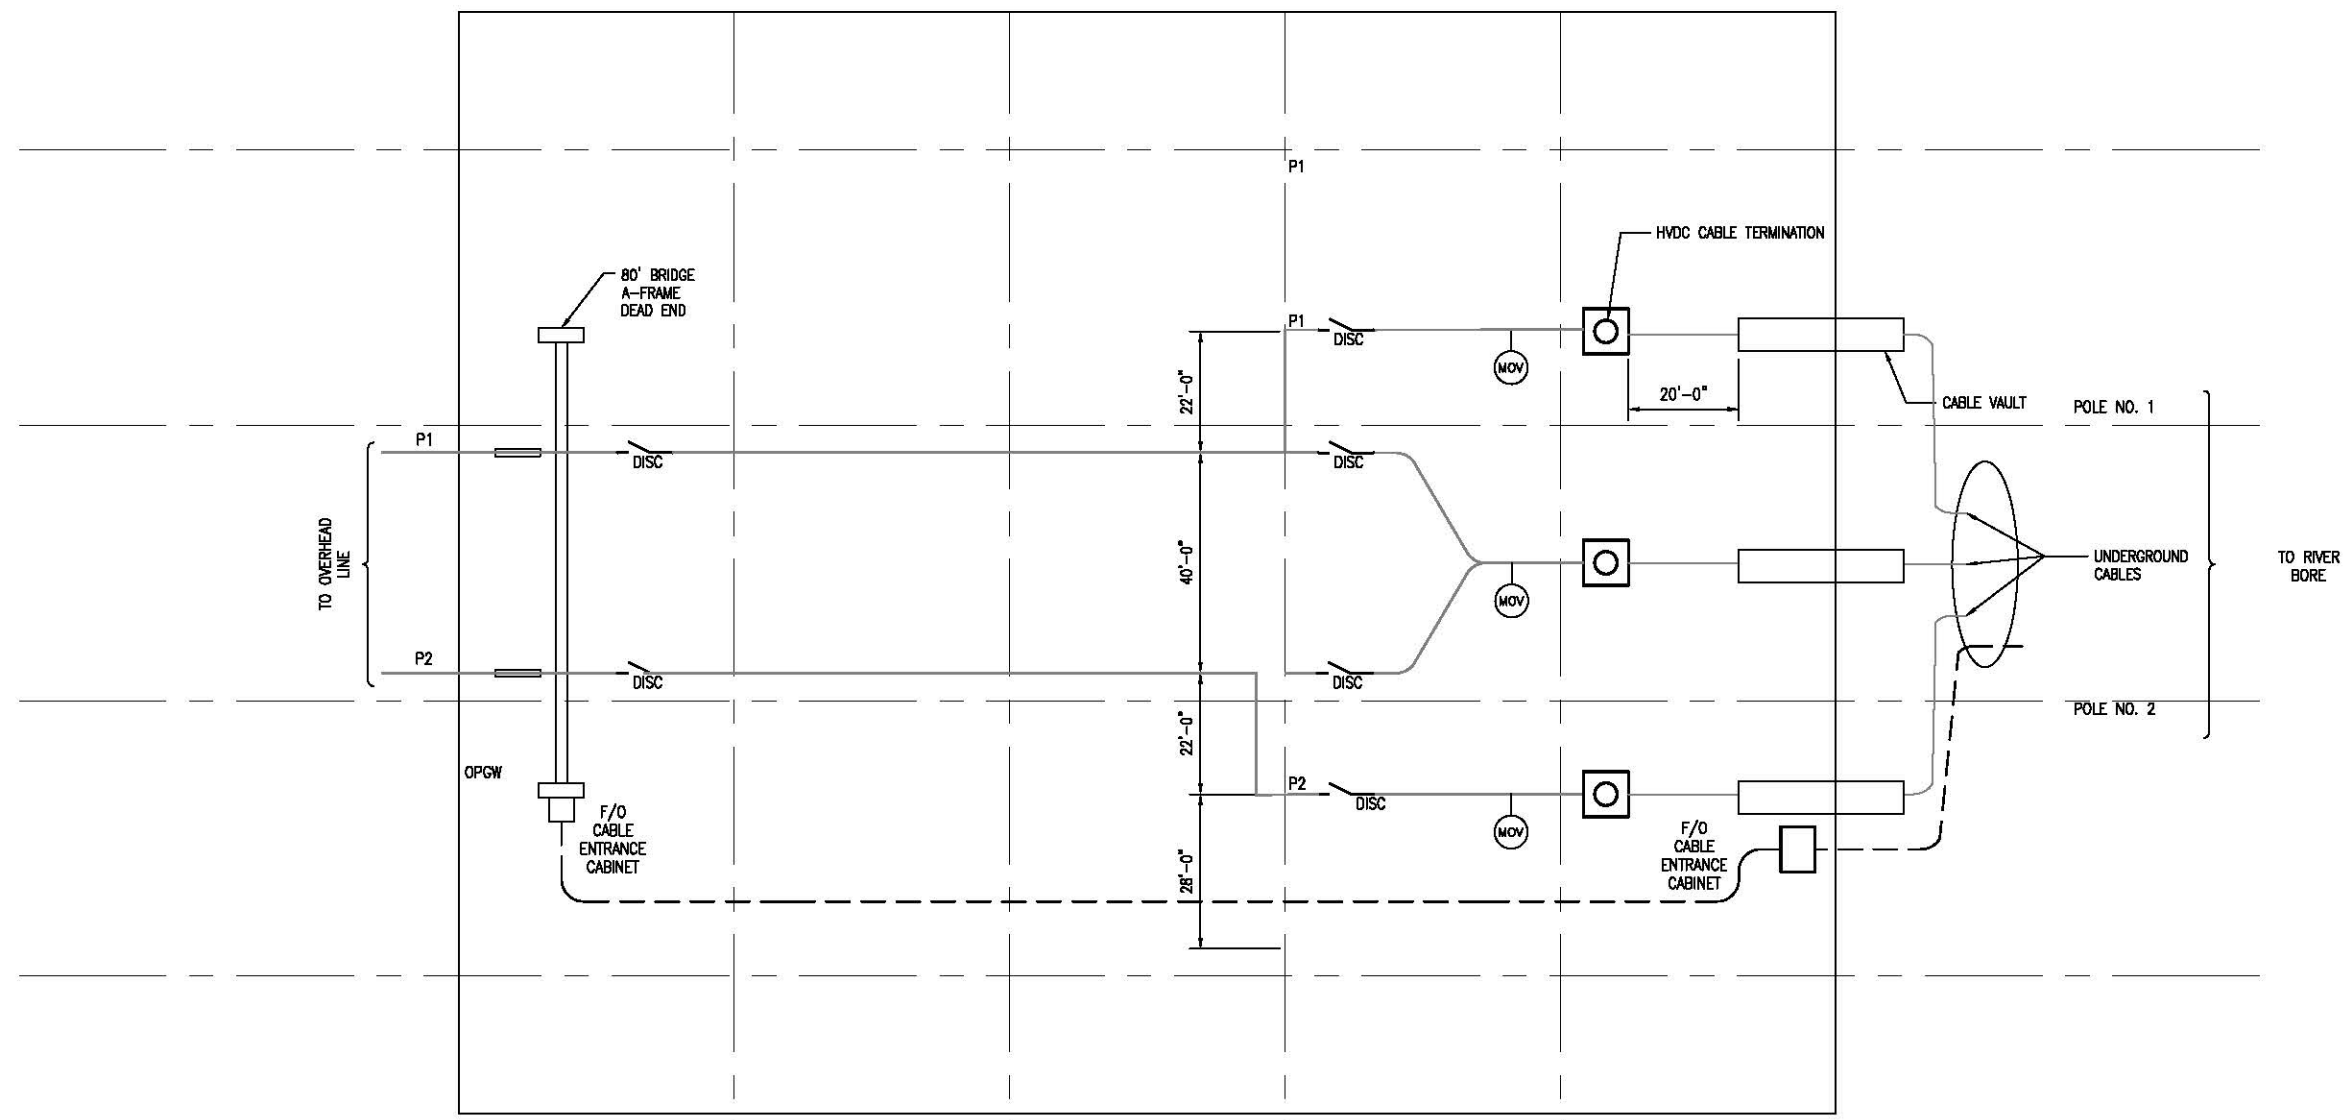 P1
HVDC CABLE TERMINATION
80' BRIDGE
A-FRAME
DEAD END
P1
DISC
MOV
22'-0"
20'-0"
CABLE VAULT
POLE NO. 1
P1
DISC
DISC
TO OVERHEAD
LINE
40'-0"
MOV
UNDERGROUND
CABLES
TO RIVER
BORE
P2
DISC
DISC
22'-0"
POLE NO. 2
OPGW
P2
DISC
MOV
F/O
CABLE
ENTRANCE
CABINET
28'-0"
F/O
CABLE
ENTRANCE
CABINET